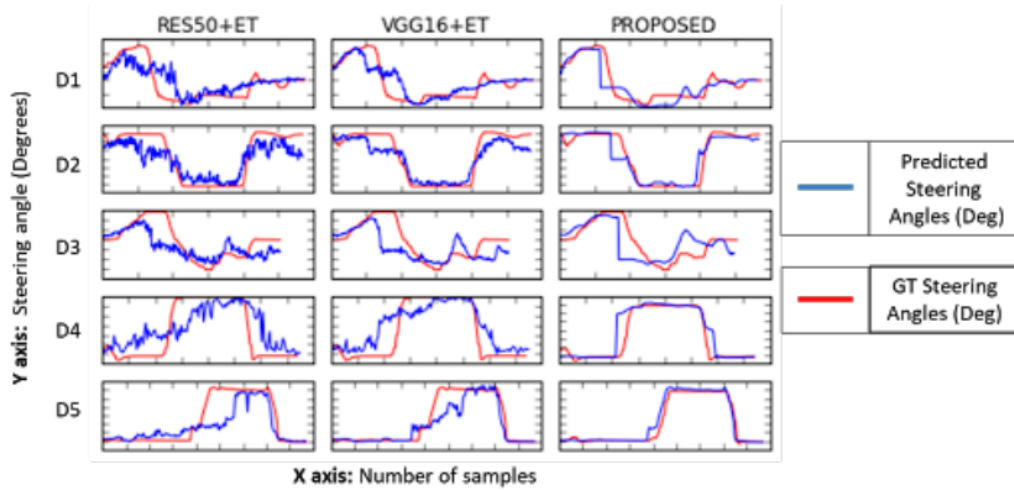 RES50+ET VGG16+ET PROPOSED
D1
D2
D3
D4
D5
Y axis: Steering angle (Degrees)
X axis: Number of samples
Predicted
Steering
Angles (Deg)
GT Steering
Angles (Deg)